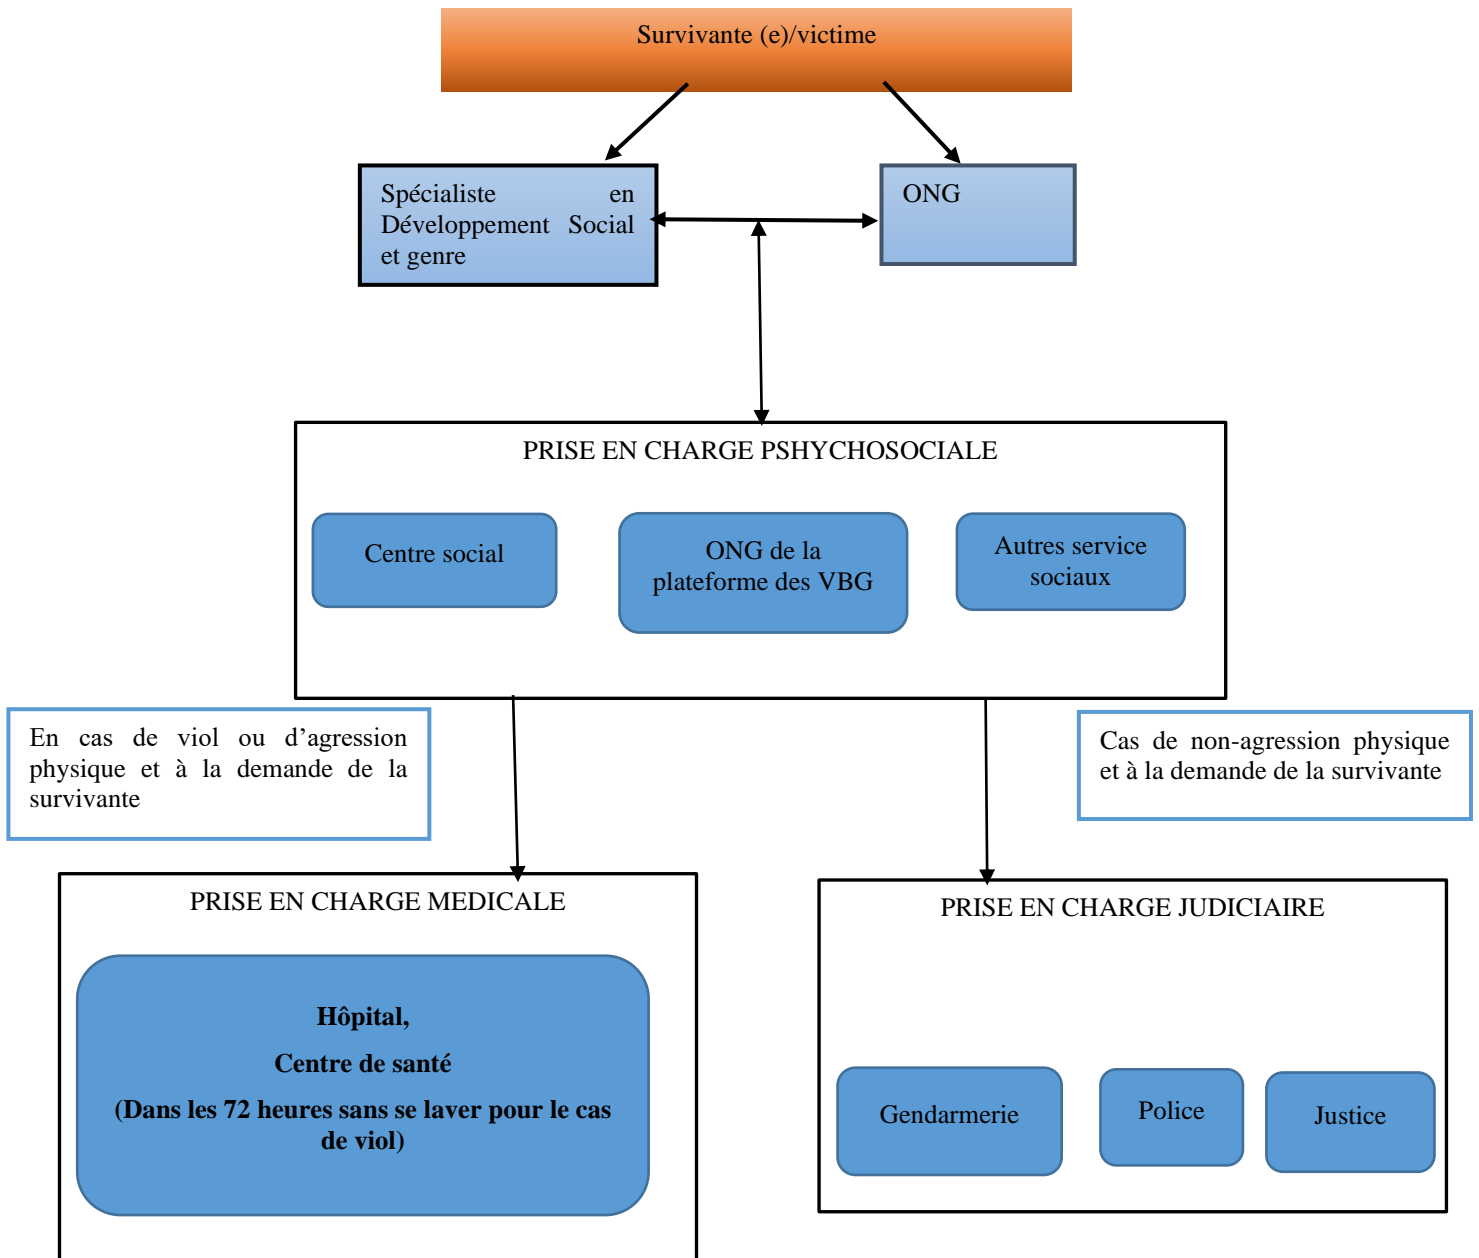 Survivante (e)/victime
Spécialiste en
Développement Social
et genre
ONG
PRISE EN CHARGE PSHYCHOSOCIALE
Centre social
ONG de la
plateforme des VBG
Autres service
sociaux
En cas de viol ou d’agression
physique et à la demande de la
survivante
Cas de non-agression physique
et à la demande de la survivante
PRISE EN CHARGE MEDICALE
Hôpital,
Centre de santé
(Dans les 72 heures sans se laver pour le cas
de viol)
PRISE EN CHARGE JUDICIAIRE
Gendarmerie
Police
Justice